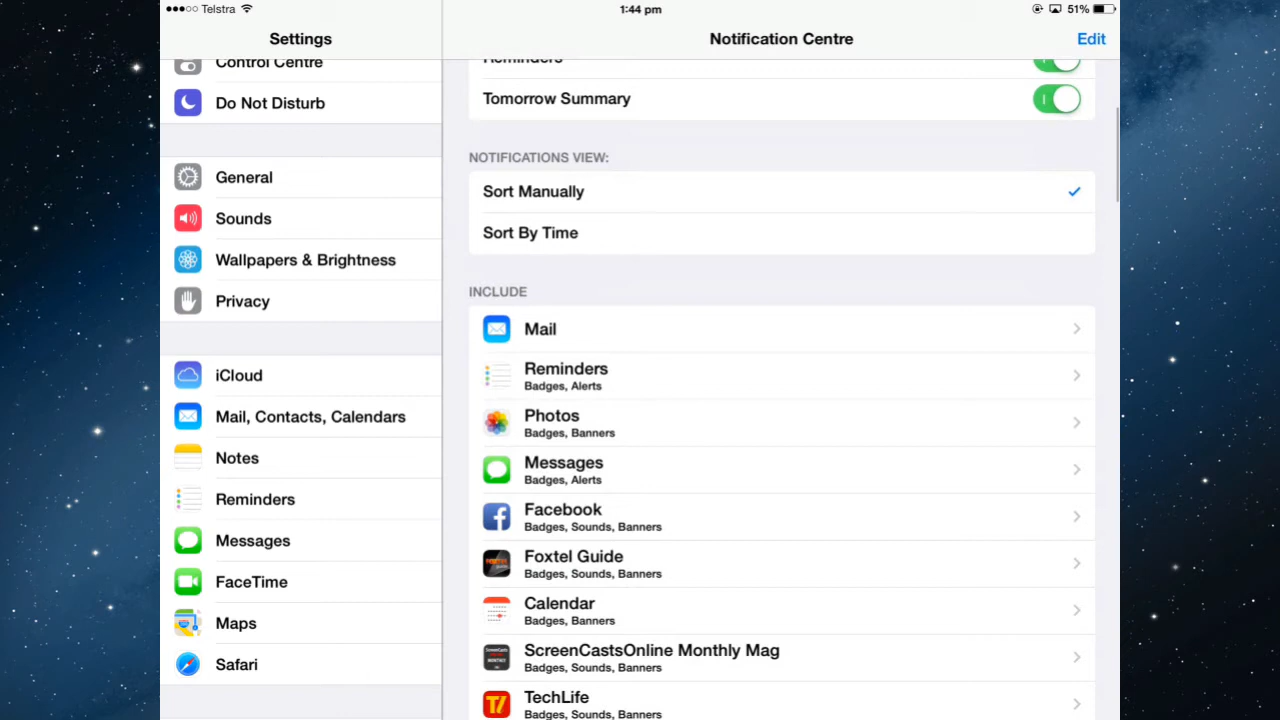 Telstra
1:44 pm
51%
Settings
Notification Centre
Edit
Control Centre
Do Not Disturb
General
Sounds
Wallpapers & Brightness
Privacy
iCloud
Mail, Contacts, Calendars
Notes
Reminders
Messages
FaceTime
Maps
Safari
Reminders
Tomorrow Summary
NOTIFICATIONS VIEW:
Sort Manually
Sort By Time
INCLUDE
Mail
Reminders
Badges, Alerts
Photos
Badges, Banners
Messages
Badges, Alerts
Facebook
Badges, Sounds, Banners
Foxtel Guide
Badges, Sounds, Banners
Calendar
Badges, Banners
ScreenCastsOnline Monthly Mag
Badges, Sounds, Banners
TechLife
Badges, Sounds, Banners